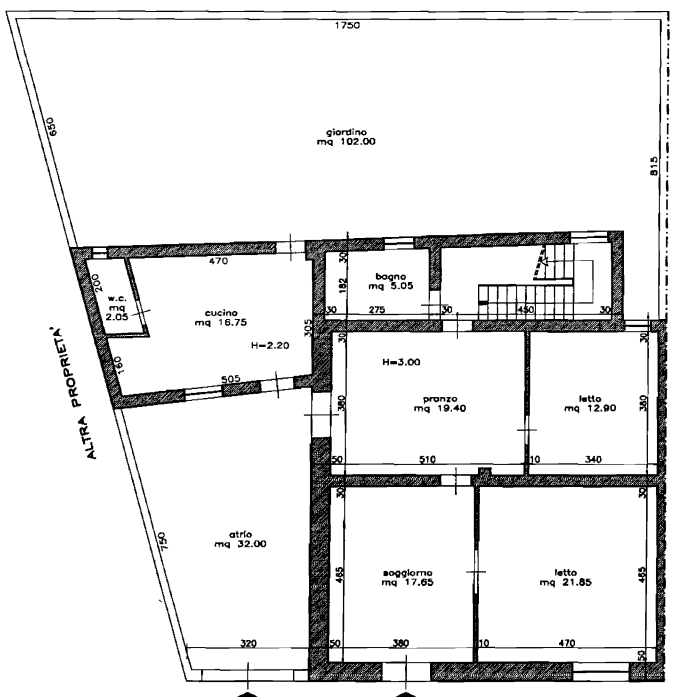 1750
650
giardino
mq 102.00
815
470
30
bagno
mq 5.05
182
200
w.c.
mq
2.05
cucina
mq 16.75
305
30
275
30
450
30
H=2.20
160
505
ALTRA PROPRIETA'
30
H=3.00
30
pranzo
mq 19.40
letto
mq 12.90
380
380
50
510
10
340
30
30
atrio
mq 32.00
750
soggiorno
mq 17.65
letto
mq 21.85
465
465
320
50
380
10
470
50